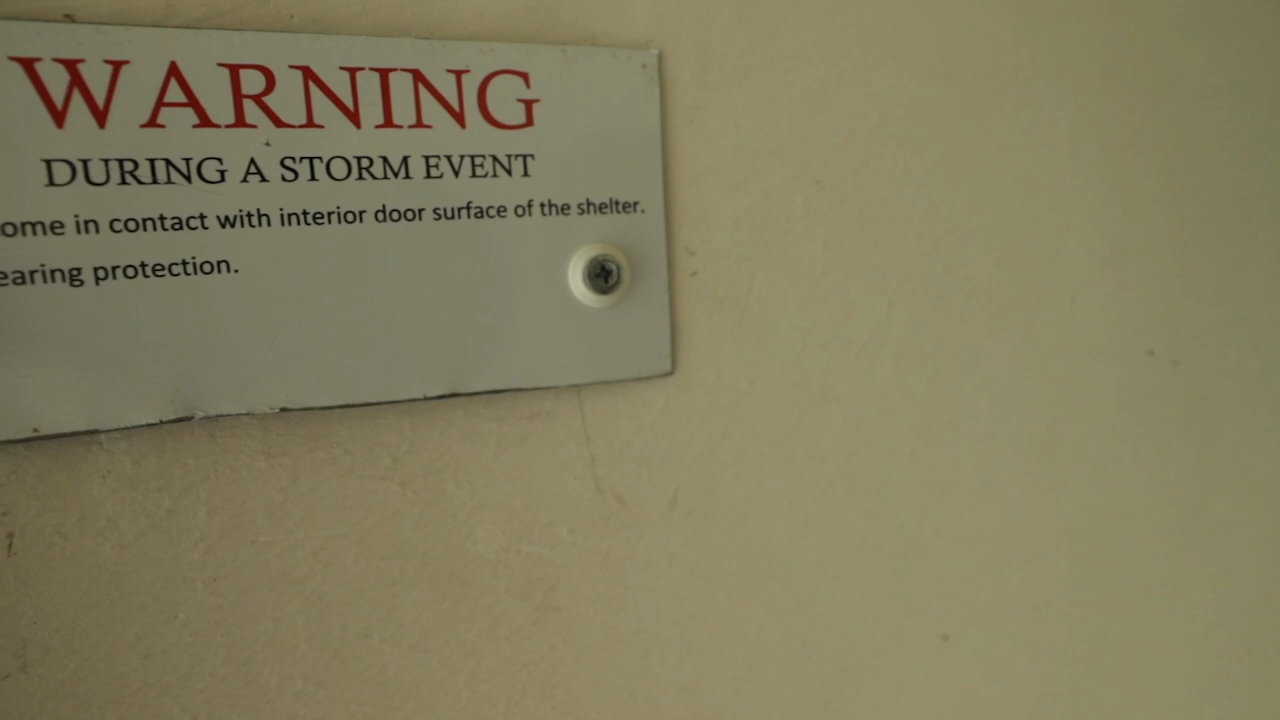 WARNING
DURING A STORM EVENT
ome in contact with interior door surface of the shelter.
earing protection.